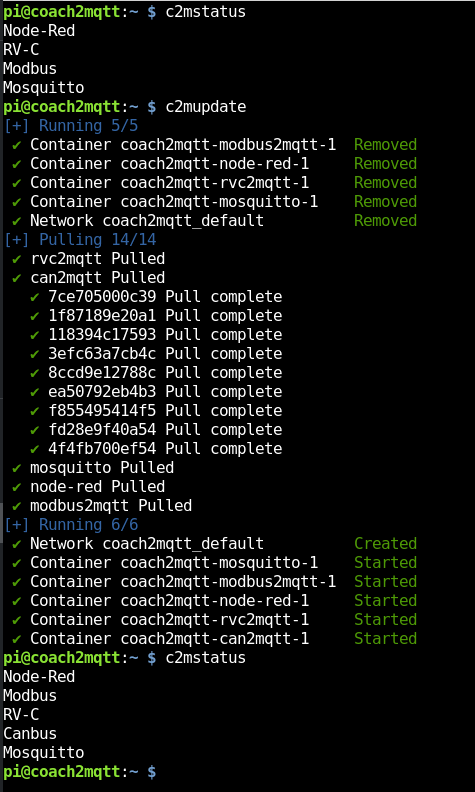 pi@coach2mqtt:~ $ c2mstatus
Node-Red
RV-C
Modbus
Mosquitto
pi@coach2mqtt:~ $ c2mupdate
[+] Running 5/5
✔ Container coach2mqtt-modbus2mqtt-1 Removed
✔ Container coach2mqtt-node-red-1 Removed
✔ Container coach2mqtt-rvc2mqtt-1 Removed
✔ Container coach2mqtt-mosquitto-1 Removed
✔ Network coach2mqtt_default Removed
[+] Pulling 14/14
✔ rvc2mqtt Pulled
✔ can2mqtt Pulled
✔ 7ce705000c39 Pull complete
✔ 1f87189e20a1 Pull complete
✔ 118394c17593 Pull complete
✔ 3efc63a7cb4c Pull complete
✔ 8ccd9e12788c Pull complete
✔ ea50792eb4b3 Pull complete
✔ f855495414f5 Pull complete
✔ fd28e9f40a54 Pull complete
✔ 4f4fb700ef54 Pull complete
✔ mosquitto Pulled
✔ node-red Pulled
✔ modbus2mqtt Pulled
[+] Running 6/6
✔ Network coach2mqtt_default Created
✔ Container coach2mqtt-mosquitto-1 Started
✔ Container coach2mqtt-modbus2mqtt-1 Started
✔ Container coach2mqtt-node-red-1 Started
✔ Container coach2mqtt-rvc2mqtt-1 Started
✔ Container coach2mqtt-can2mqtt-1 Started
pi@coach2mqtt:~ $ c2mstatus
Node-Red
Modbus
RV-C
Canbus
Mosquitto
pi@coach2mqtt:~ $